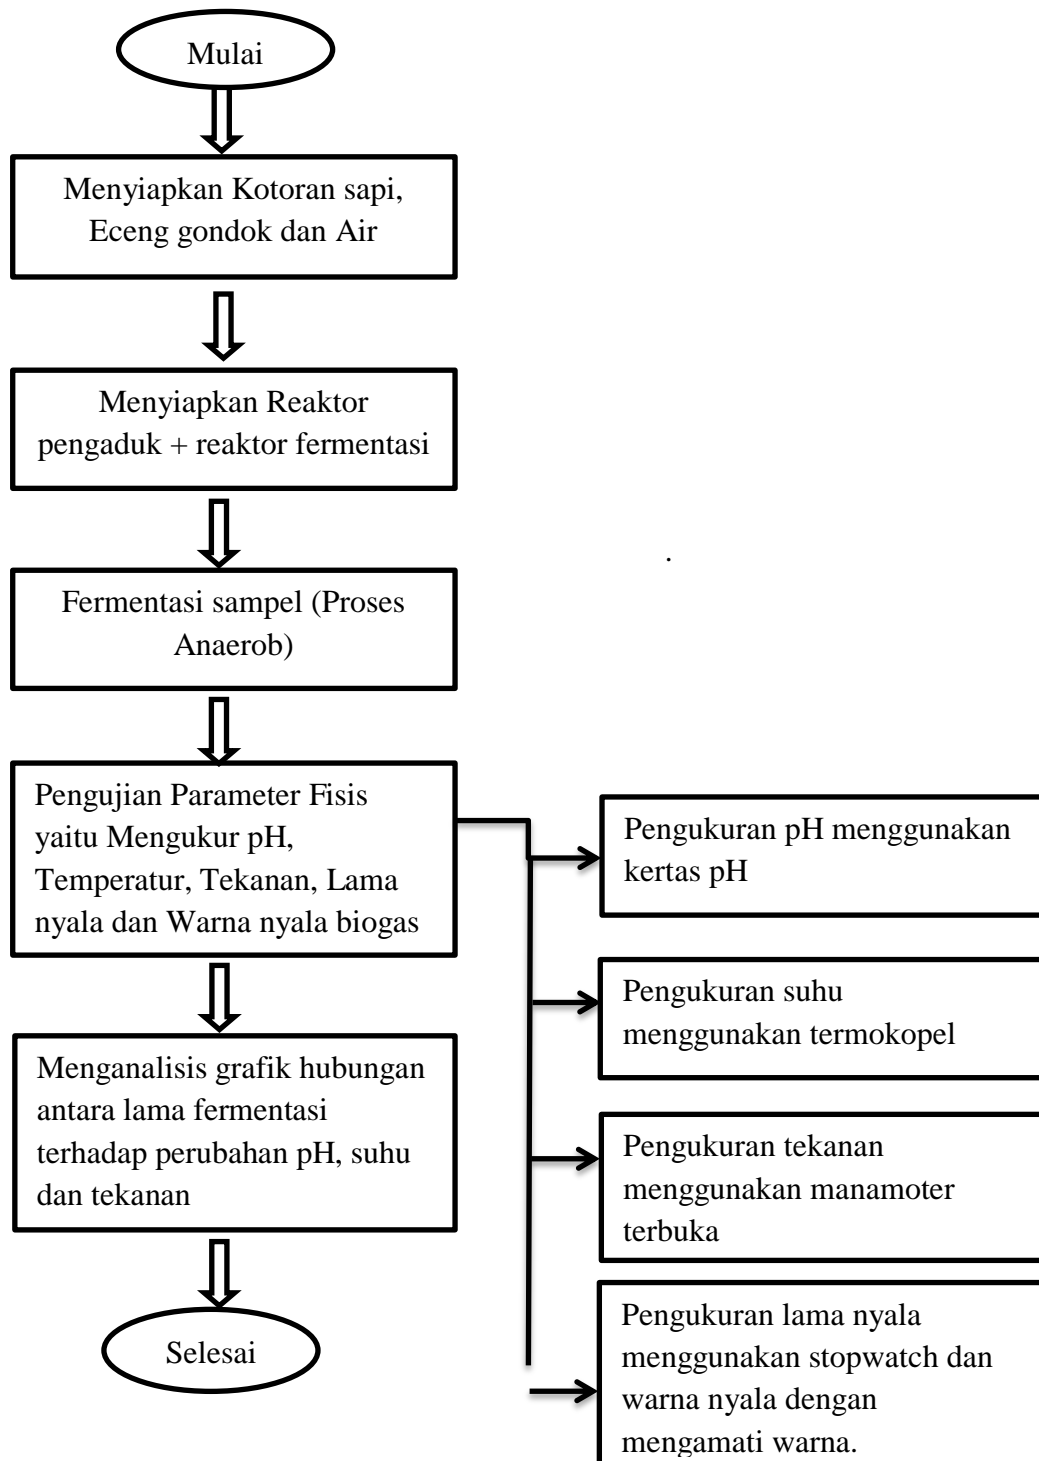 Mulai
Menyiapkan Kotoran sapi,
Eceng gondok dan Air
Menyiapkan Reaktor
pengaduk + reaktor fermentasi
Fermentasi sampel (Proses
Anaerob)
Pengujian Parameter Fisis
yaitu Mengukur pH,
Temperatur, Tekanan, Lama
nyala dan Warna nyala biogas
Menganalisis grafik hubungan
antara lama fermentasi
terhadap perubahan pH, suhu
dan tekanan
Selesai
.
Pengukuran pH menggunakan
kertas pH
Pengukuran suhu
menggunakan termokopel
Pengukuran tekanan
menggunakan manamoter
terbuka
Pengukuran lama nyala
menggunakan stopwatch dan
warna nyala dengan
mengamati warna.